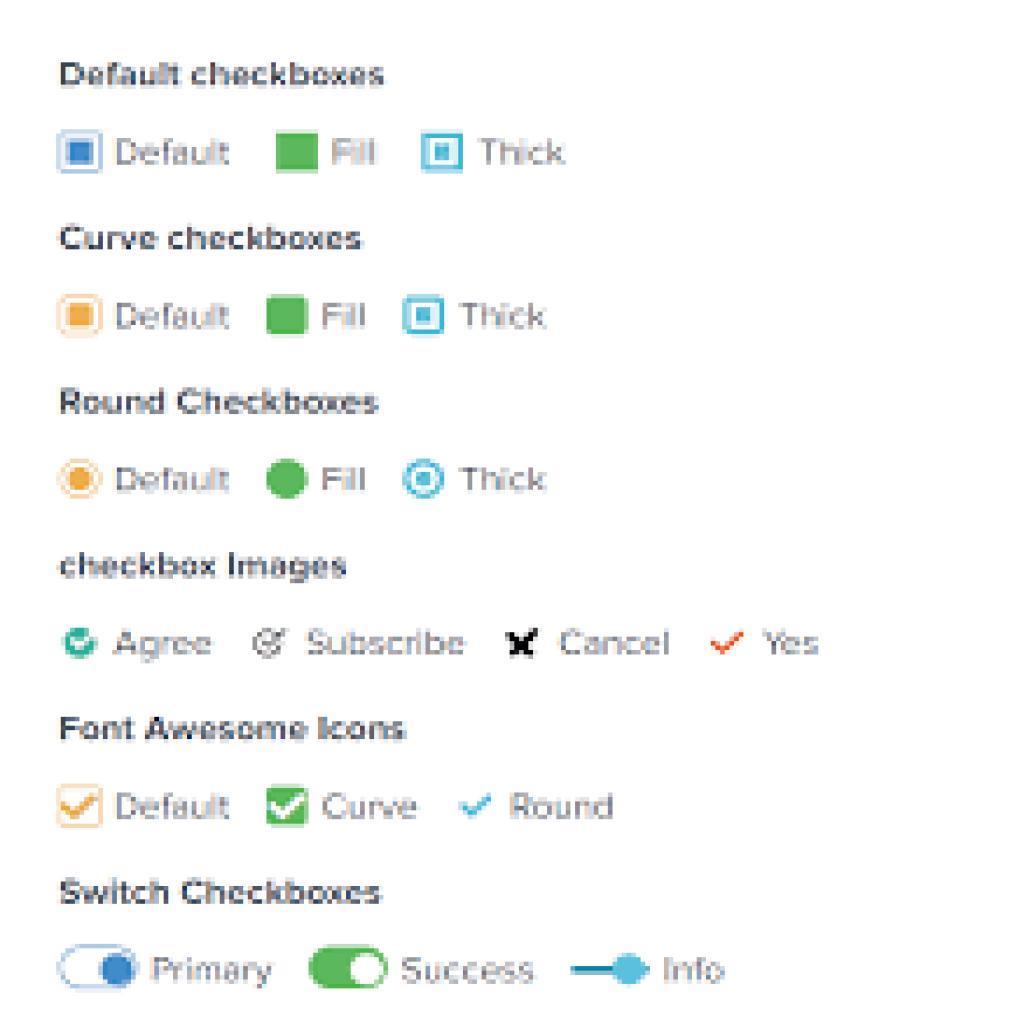 Default checkboxes
Default Fill Thick
Curve checkboxes
Default Fill Thick
Round Checkboxes
Default Fill Thick
checkbox Images
Agree Subscribe Cancel Yes
Font Awesome Icons
Default Curve Round
Switch Checkboxes
Primary Success Info